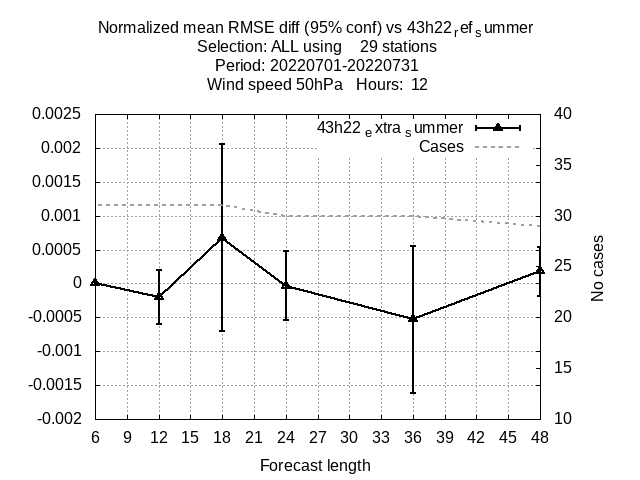 Normalized mean RMSE diff (95% conf) vs 43h22refsummer
Selection: ALL using 29 stations
Period: 20220701-20220731
Wind speed 50hPa Hours: 12
43h22extrasummer
Cases
0.0025
0.002
0.0015
0.001
0.0005
0
-0.0005
-0.001
-0.0015
-0.002
40
35
30
25
20
15
10
No cases
6 9 12 15 18 21 24 27 30 33 36 39 42 45 48
Forecast length